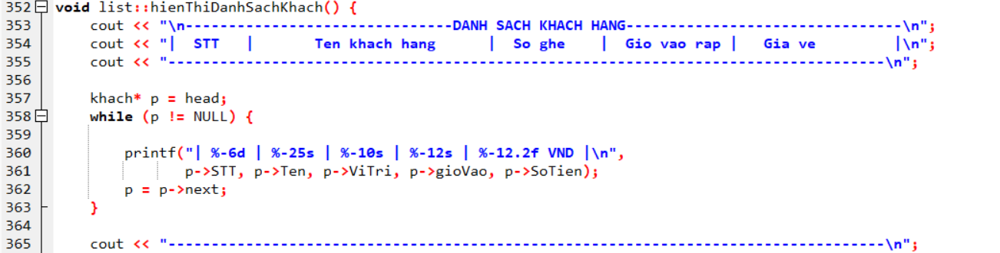 352 void list::hienThiDanhSachKhach() {
353     cout << "\n-------------------------------DANH SACH KHACH HANG--------------------------------\n";
354     cout << "|  STT   |       Ten khach hang      |  So ghe    |  Gio vao rap |   Gia ve         |\n";
355     cout << "-----------------------------------------------------------------------------------\n";
356
357     khach* p = head;
358     while (p != NULL) {
359
360         printf("| %-6d | %-25s | %-10s | %-12s | %-12.2f VND |\n",
361                p->STT, p->Ten, p->ViTri, p->gioVao, p->SoTien);
362         p = p->next;
363     }
364
365     cout << "-----------------------------------------------------------------------------------\n";